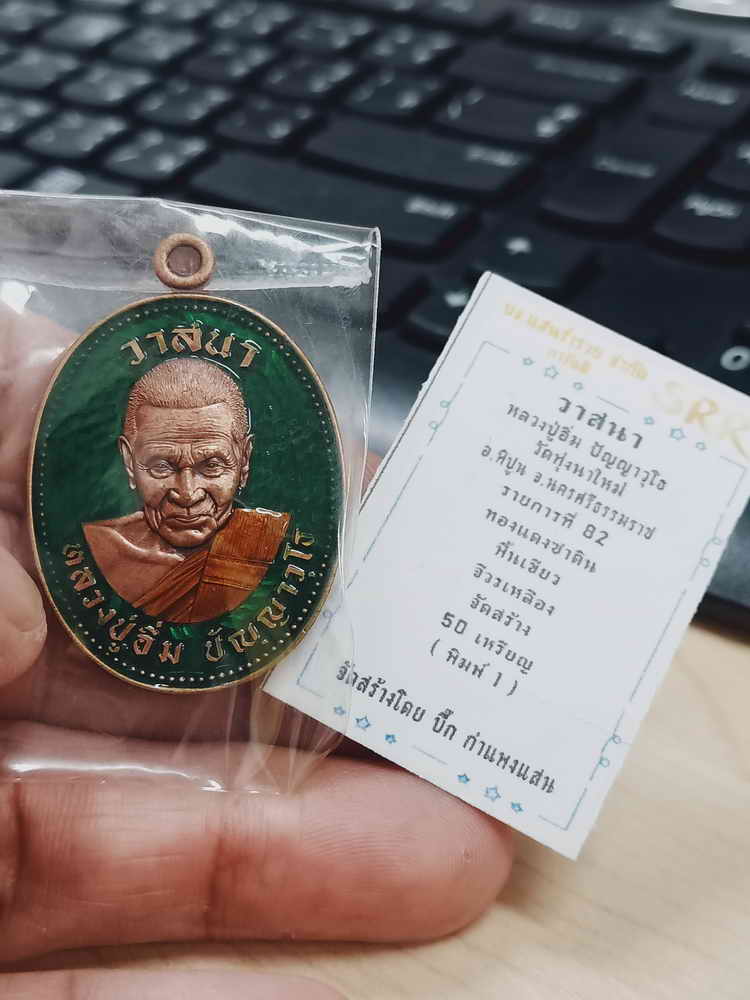 วาสนา
หลวงปู่อิ่ม ปัญญาวุโธ
SRK
วาสนา
หลวงปู่อิ่ม ปัญญาวุโธ
วัดทุ่งนาใหม่
อ.พิปูน จ.นครศรีธรรมราช
รายการที่ 82
ทองแดงชาติน
พื้นเขียว
จีวรเหลือง
จัดสร้าง
50 เหรียญ
( พิมพ์ 1 )
จัดสร้างโดย ปิ๊ก กำแพงแสน